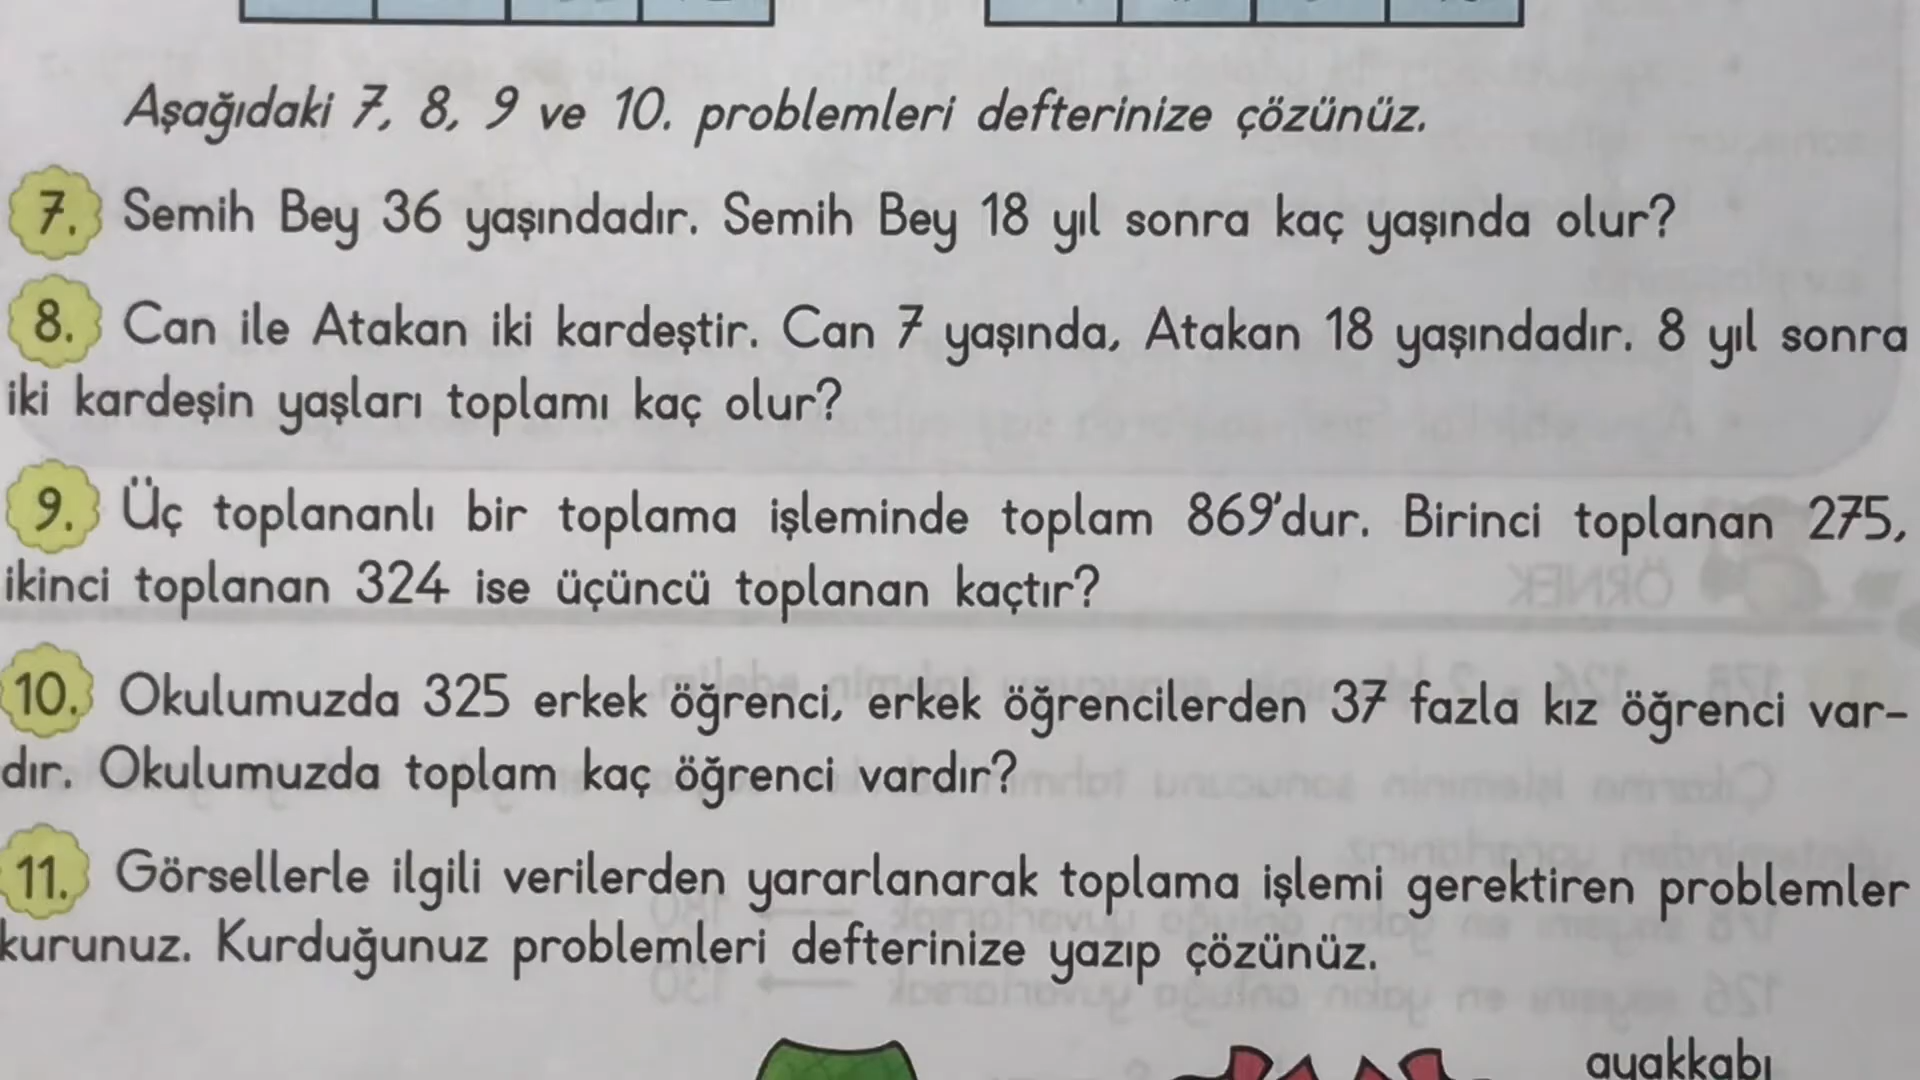 Aşağıdaki 7, 8, 9 ve 10. problemleri defterinize çözünüz.
7. Semih Bey 36 yaşındadır. Semih Bey 18 yıl sonra kaç yaşında olur?
8. Can ile Atakan iki kardeştir. Can 7 yaşında, Atakan 18 yaşındadır. 8 yıl sonra
iki kardeşin yaşları toplamı kaç olur?
9. Üç toplananlı bir toplama işleminde toplam 869'dur. Birinci toplanan 275,
ikinci toplanan 324 ise üçüncü toplanan kaçtır?
10. Okulumuzda 325 erkek öğrenci, erkek öğrencilerden 37 fazla kız öğrenci var-
dır. Okulumuzda toplam kaç öğrenci vardır?
11. Görsellerle ilgili verilerden yararlanarak toplama işlemi gerektiren problemler
kurunuz. Kurduğunuz problemleri defterinize yazıp çözünüz.
ayakkabı